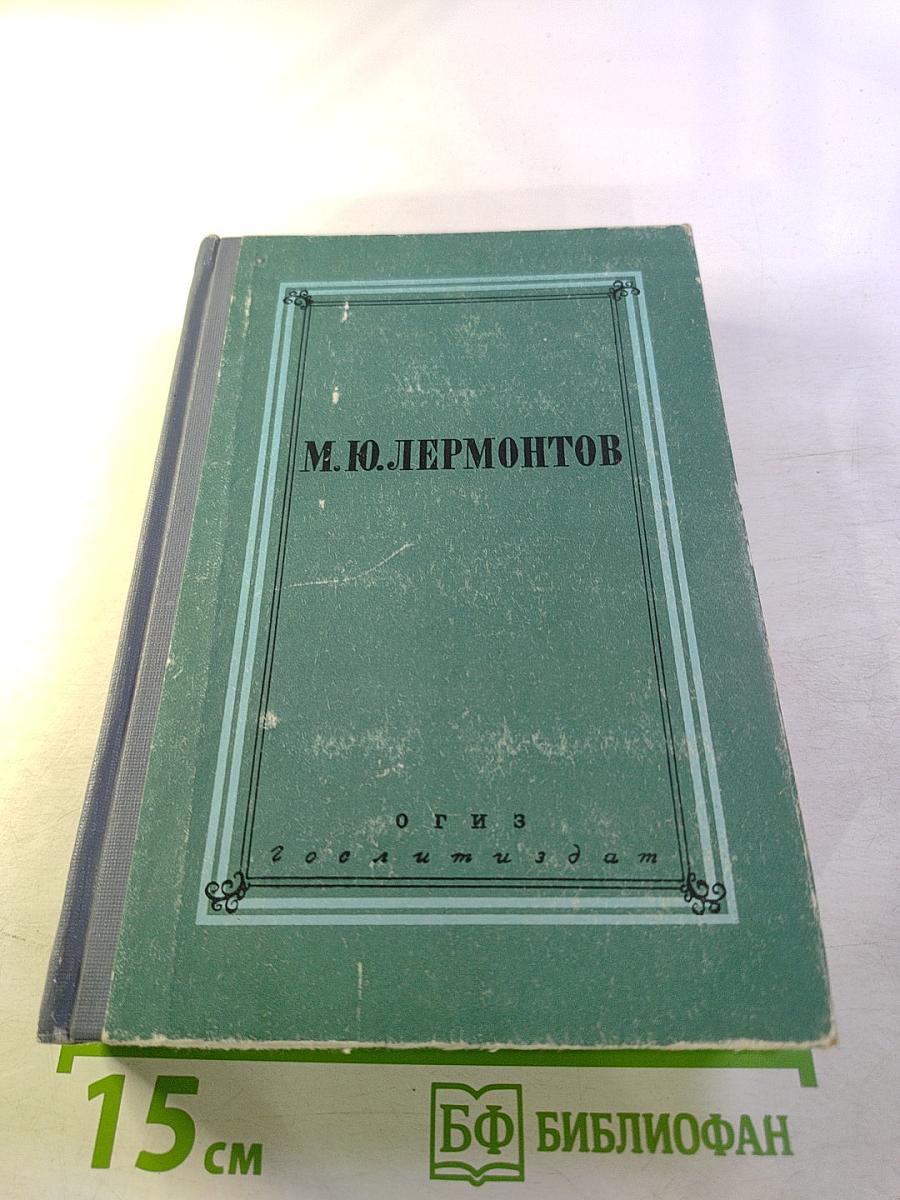 М.Ю.ЛЕРМОНТОВ
ОГИЗ
Гослитиздат
15 см
БФ БИБЛИОФАН